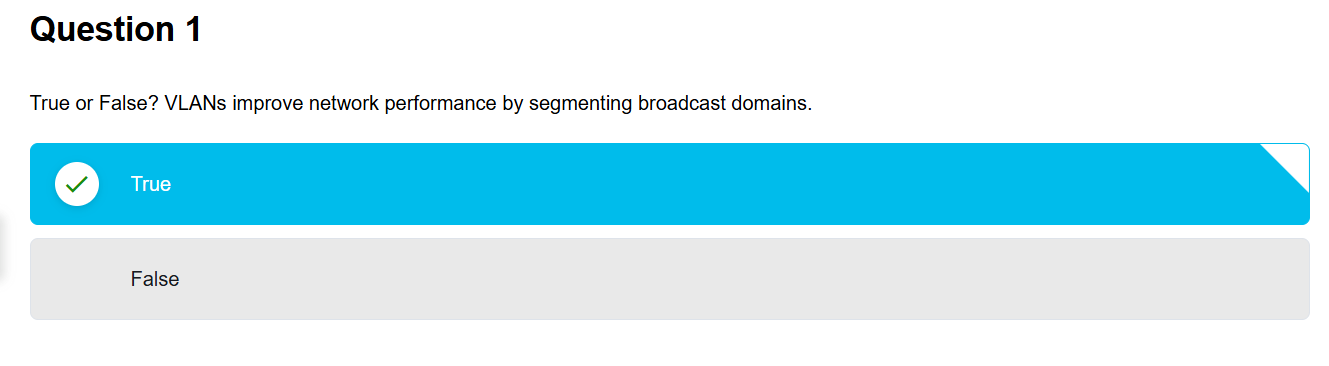 Question 1
True or False? VLANs improve network performance by segmenting broadcast domains.
True
False